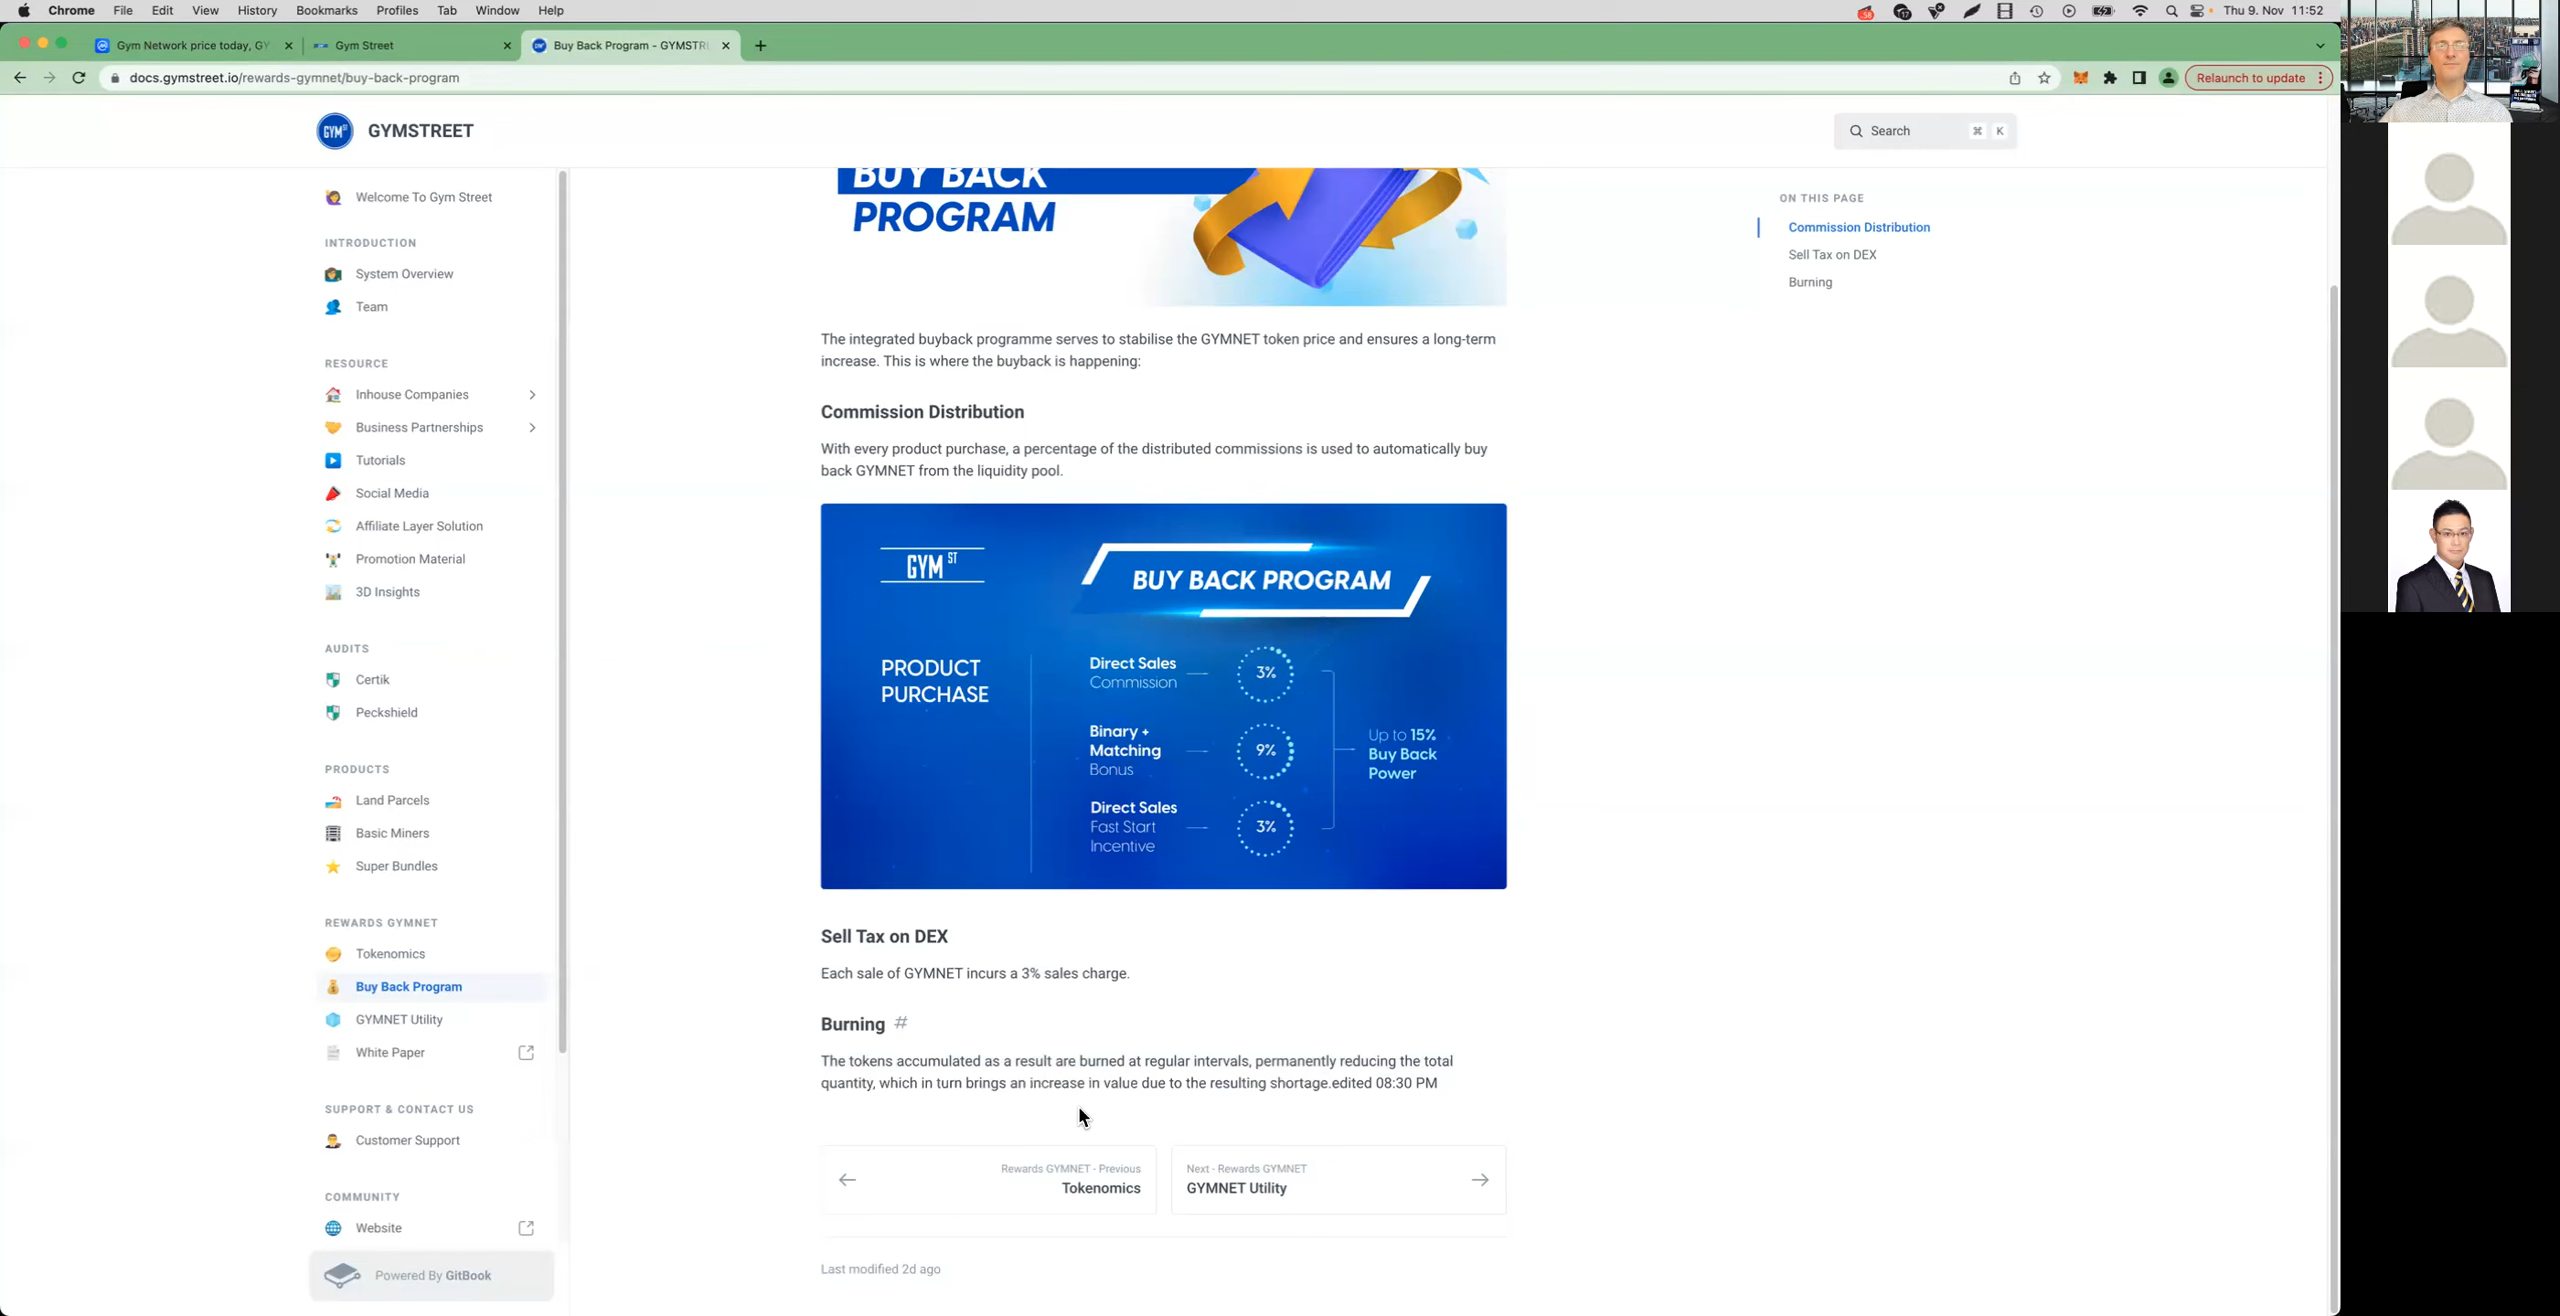 Chrome File Edit View History Bookmarks Profiles Tab Window Help
58 17 Thu 9. Nov 11:52
Gym Network price today, GY Gym Street Buy Back Program - GYMSTR
docs.gymstreet.io/rewards-gymnet/buy-back-program
Relaunch to update
GYM ST GYMSTREET
Search ⌘ K
Welcome To Gym Street
INTRODUCTION
System Overview
Team
RESOURCE
Inhouse Companies
Business Partnerships
Tutorials
Social Media
Affiliate Layer Solution
Promotion Material
3D Insights
AUDITS
Certik
Peckshield
PRODUCTS
Land Parcels
Basic Miners
Super Bundles
REWARDS GYMNET
Tokenomics
Buy Back Program
GYMNET Utility
White Paper
SUPPORT & CONTACT US
Customer Support
COMMUNITY
Website
Powered By GitBook
BUY BACK
PROGRAM
The integrated buyback programme serves to stabilise the GYMNET token price and ensures a long-term
increase. This is where the buyback is happening:
Commission Distribution
With every product purchase, a percentage of the distributed commissions is used to automatically buy
back GYMNET from the liquidity pool.
GYM ST
BUY BACK PROGRAM
PRODUCT
PURCHASE
Direct Sales
Commission
3%
Binary +
Matching
Bonus
9%
Direct Sales
Fast Start
Incentive
3%
Up to 15%
Buy Back
Power
Sell Tax on DEX
Each sale of GYMNET incurs a 3% sales charge.
Burning #
The tokens accumulated as a result are burned at regular intervals, permanently reducing the total
quantity, which in turn brings an increase in value due to the resulting shortage.edited 08:30 PM
Rewards GYMNET - Previous
Tokenomics
Next - Rewards GYMNET
GYMNET Utility
Last modified 2d ago
ON THIS PAGE
Commission Distribution
Sell Tax on DEX
Burning